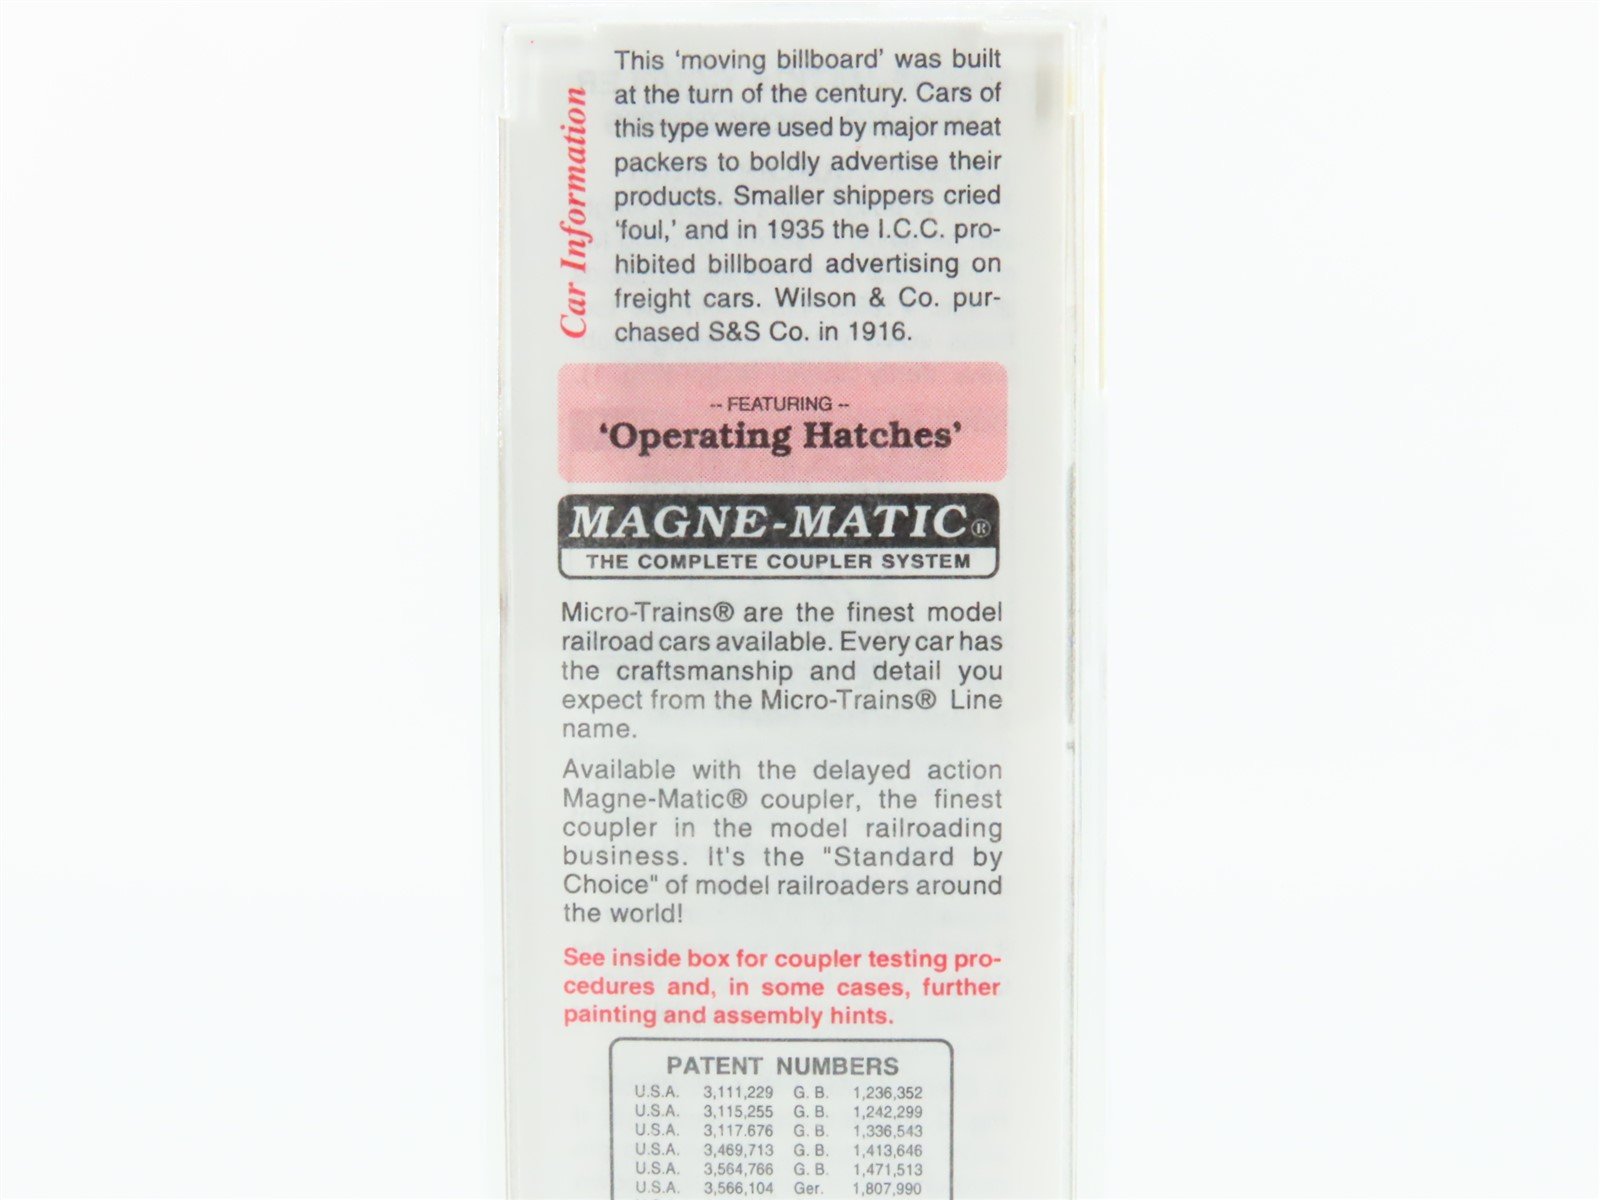 Car Information
This ‘moving billboard’ was built
at the turn of the century. Cars of
this type were used by major meat
packers to boldly advertise their
products. Smaller shippers cried
‘foul,’ and in 1935 the I.C.C. pro-
hibited billboard advertising on
freight cars. Wilson & Co. pur-
chased S&S Co. in 1916.
-- FEATURING --
‘Operating Hatches’
MAGNE-MATIC®
THE COMPLETE COUPLER SYSTEM
Micro-Trains® are the finest model
railroad cars available. Every car has
the craftsmanship and detail you
expect from the Micro-Trains® Line
name.
Available with the delayed action
Magne-Matic® coupler, the finest
coupler in the model railroading
business. It's the "Standard by
Choice" of model railroaders around
the world!
See inside box for coupler testing pro-
cedures and, in some cases, further
painting and assembly hints.
PATENT NUMBERS
U.S.A. 3,111,229 G. B. 1,236,352
U.S.A. 3,115,255 G. B. 1,242,299
U.S.A. 3,117.676 G. B. 1,336,543
U.S.A. 3,469,713 G. B. 1,413,646
U.S.A. 3,564,766 G. B. 1,471,513
U.S.A. 3,566,104 Ger. 1,807,990